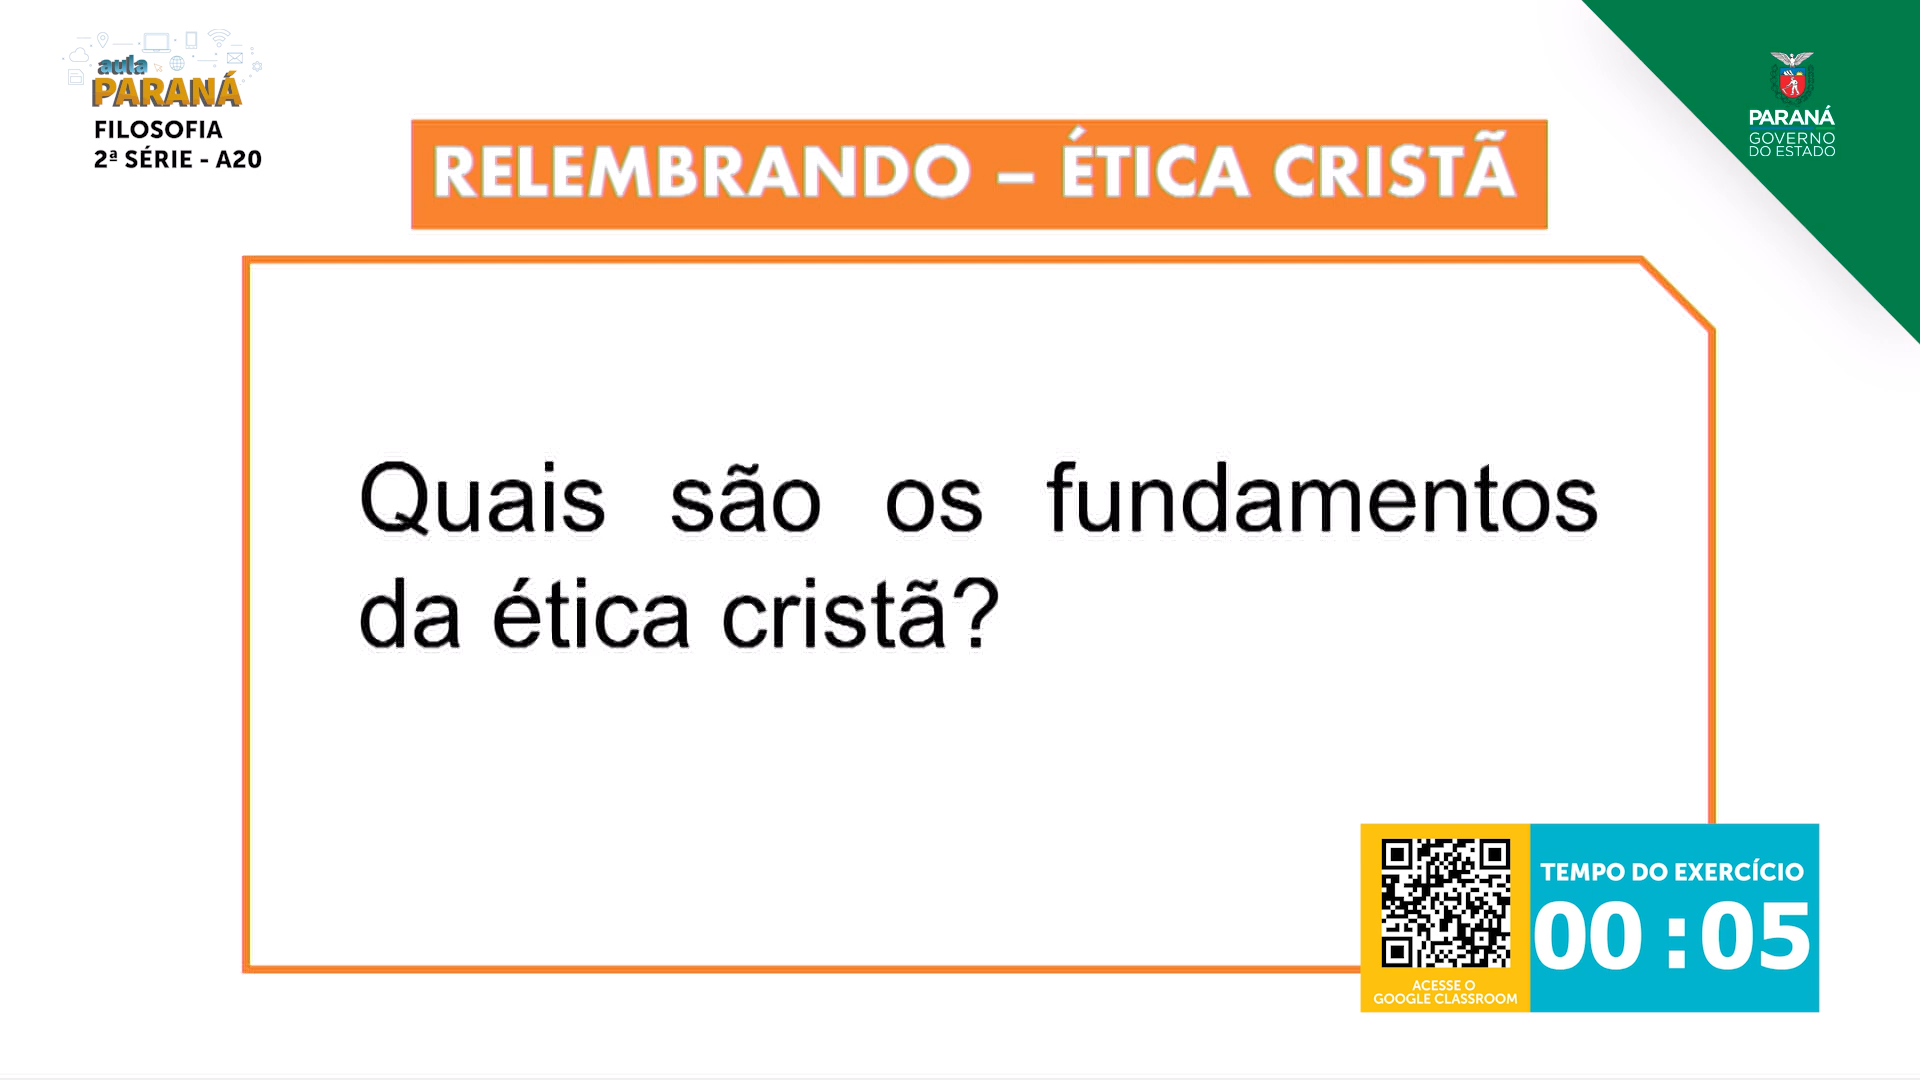 aula
PARANÁ
FILOSOFIA
2ª SÉRIE - A20
RELEMBRANDO – ÉTICA CRISTÃ
PARANÁ
GOVERNO
DO ESTADO
Quais são os fundamentos
da ética cristã?
TEMPO DO EXERCÍCIO
00:05
ACESSE O
GOOGLE CLASSROOM